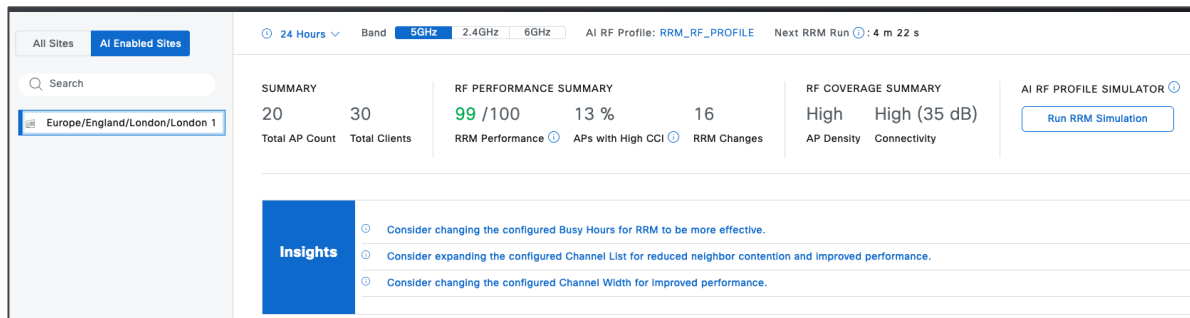 All Sites
AI Enabled Sites
Search
Europe/England/London/London 1
24 Hours
Band 5GHz 2.4GHz 6GHz
AI RF Profile: RRM_RF_PROFILE
Next RRM Run : 4 m 22 s
SUMMARY
20 30
Total AP Count Total Clients
RF PERFORMANCE SUMMARY
99 /100 13 % 16
RRM Performance APs with High CCI RRM Changes
RF COVERAGE SUMMARY
High High (35 dB)
AP Density Connectivity
AI RF PROFILE SIMULATOR
Run RRM Simulation
Insights
Consider changing the configured Busy Hours for RRM to be more effective.
Consider expanding the configured Channel List for reduced neighbor contention and improved performance.
Consider changing the configured Channel Width for improved performance.